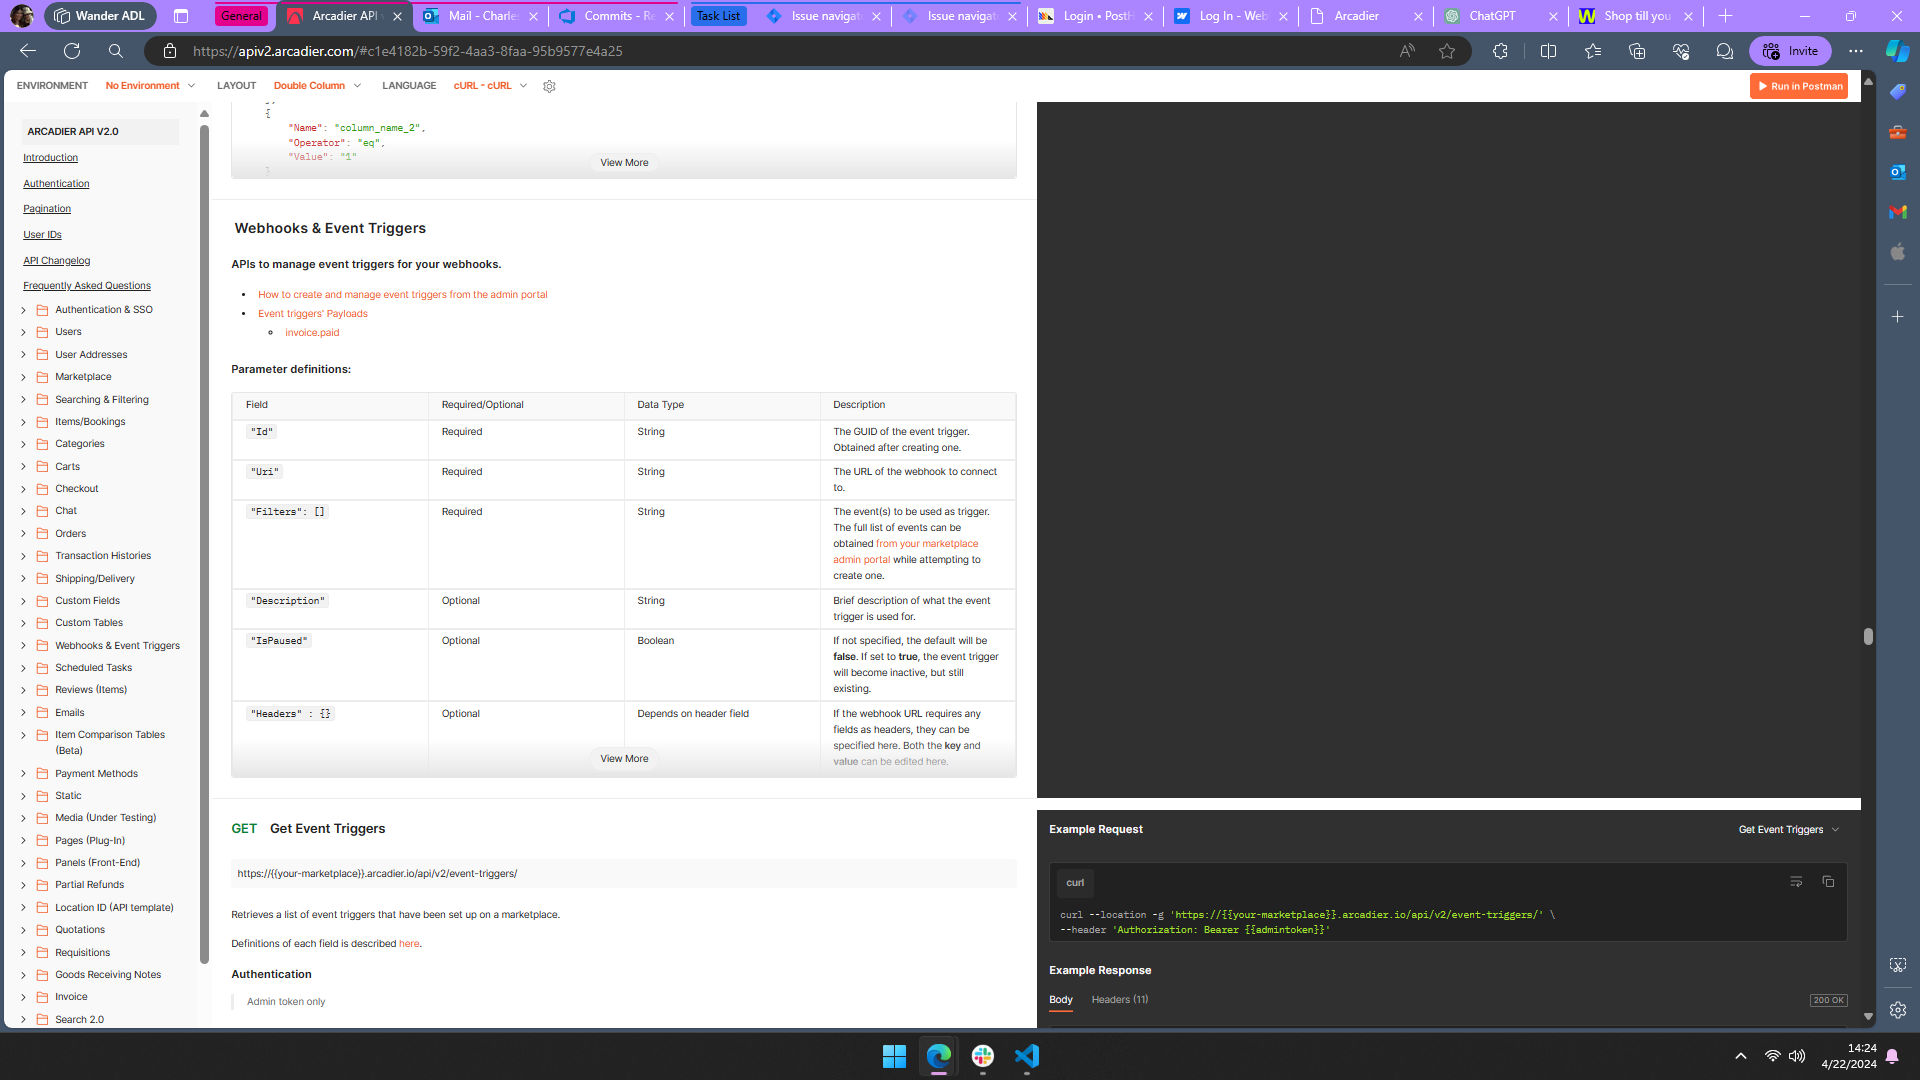 Wander ADL
General
Arcadier API
Mail - Charle
Commits - Re
Task List
Issue navigat
Issue navigat
Login • PostH
Log In - Web
Arcadier
ChatGPT
Shop till you
https://apiv2.arcadier.com/#c1e4182b-59f2-4aa3-8faa-95b9577e4a25
Invite
ENVIRONMENT
No Environment
LAYOUT
Double Column
LANGUAGE
cURL - cURL
Run in Postman
ARCADIER API V2.0
Introduction
Authentication
Pagination
User IDs
API Changelog
Frequently Asked Questions
Authentication & SSO
Users
User Addresses
Marketplace
Searching & Filtering
Items/Bookings
Categories
Carts
Checkout
Chat
Orders
Transaction Histories
Shipping/Delivery
Custom Fields
Custom Tables
Webhooks & Event Triggers
Scheduled Tasks
Reviews (Items)
Emails
Item Comparison Tables
(Beta)
Payment Methods
Static
Media (Under Testing)
Pages (Plug-In)
Panels (Front-End)
Partial Refunds
Location ID (API template)
Quotations
Requisitions
Goods Receiving Notes
Invoice
Search 2.0
{
"Name": "column_name_2",
"Operator": "eq",
"Value": "1"
View More
Webhooks & Event Triggers
APIs to manage event triggers for your webhooks.
• How to create and manage event triggers from the admin portal
• Event triggers' Payloads
invoice.paid
Parameter definitions:
Field Required/Optional Data Type Description
"Id" Required String The GUID of the event trigger.
Obtained after creating one.
"Uri" Required String The URL of the webhook to connect
to.
"Filters": [] Required String The event(s) to be used as trigger.
The full list of events can be
obtained from your marketplace
admin portal while attempting to
create one.
"Description" Optional String Brief description of what the event
trigger is used for.
"IsPaused" Optional Boolean If not specified, the default will be
false. If set to true, the event trigger
will become inactive, but still
existing.
"Headers" : {} Optional Depends on header field If the webhook URL requires any
fields as headers, they can be
specified here. Both the key and
value can be edited here.
View More
GET Get Event Triggers
https://{{your-marketplace}}.arcadier.io/api/v2/event-triggers/
Retrieves a list of event triggers that have been set up on a marketplace.
Definitions of each field is described here.
Authentication
Admin token only
Example Request
Get Event Triggers
curl
curl --location -g 'https://{{your-marketplace}}.arcadier.io/api/v2/event-triggers/' \
--header 'Authorization: Bearer {{admintoken}}'
Example Response
Body
Headers (11)
200 OK
14:24
4/22/2024